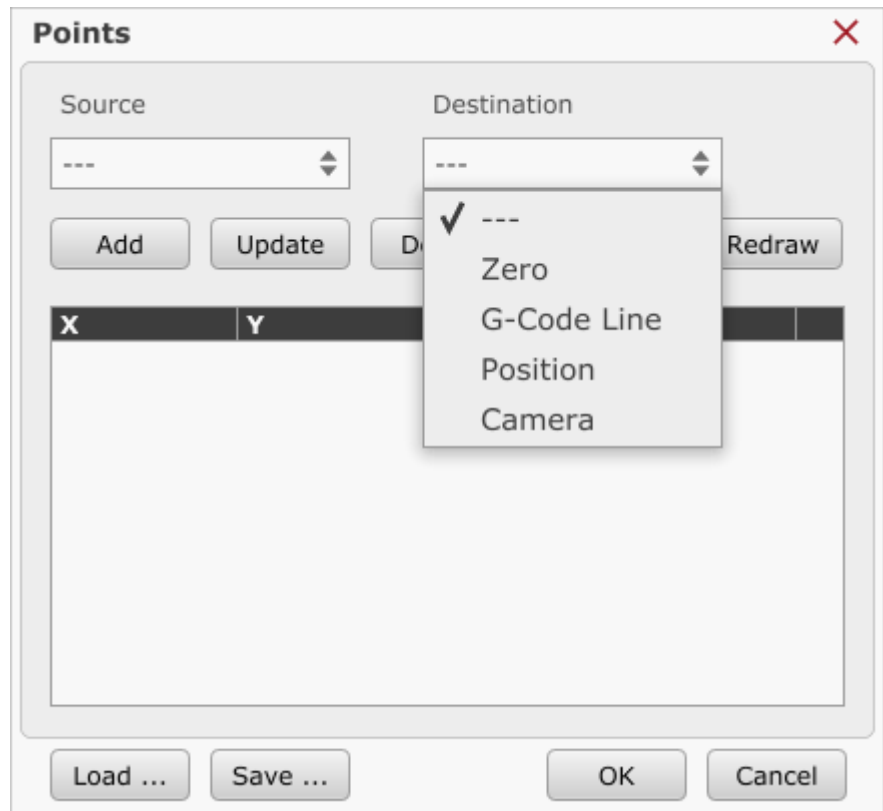 Points
Source Destination
--- ---
✓ ---
Add Update D Redraw
Zero
G-Code Line
X Y
Position
Camera
Load ... Save ... OK Cancel